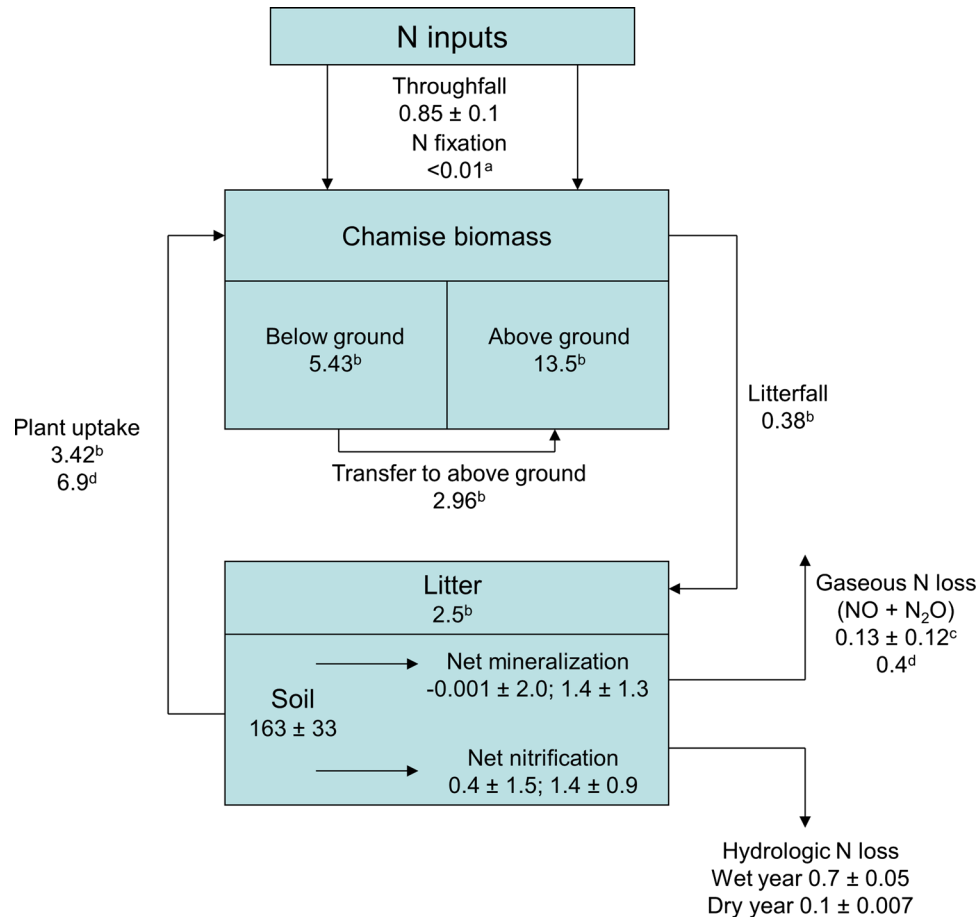 N inputs
Throughfall
0.85 ± 0.1
N fixation
<0.01ᵃ
Chamise biomass
Below ground
5.43ᵇ
Above ground
13.5ᵇ
Litterfall
0.38ᵇ
Plant uptake
3.42ᵇ
6.9ᵈ
Transfer to above ground
2.96ᵇ
Litter
2.5ᵇ
Gaseous N loss
(NO + N₂O)
0.13 ± 0.12ᶜ
0.4ᵈ
Soil
163 ± 33
Net mineralization
-0.001 ± 2.0; 1.4 ± 1.3
Net nitrification
0.4 ± 1.5; 1.4 ± 0.9
Hydrologic N loss
Wet year 0.7 ± 0.05
Dry year 0.1 ± 0.007